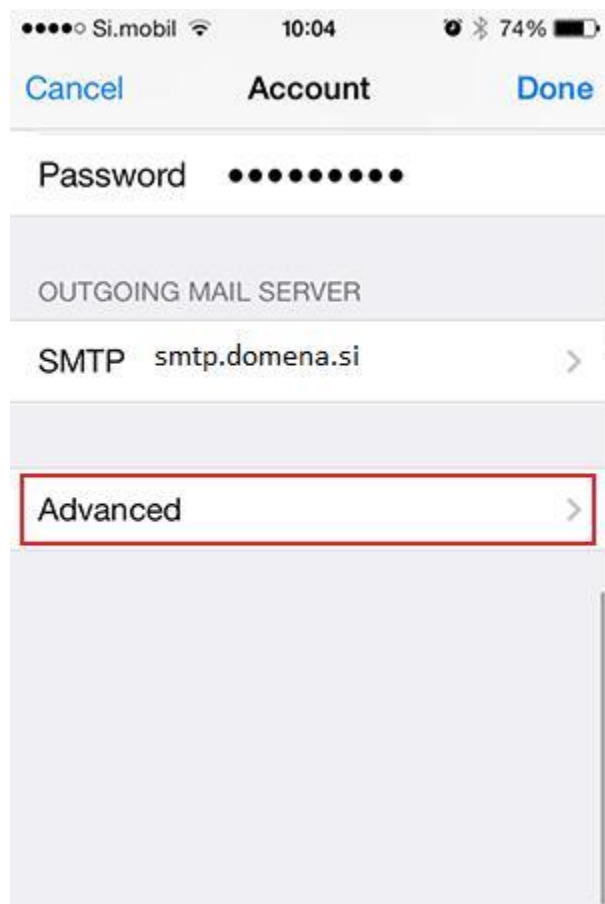 Si.mobil 10:04 74%
Cancel Account Done
Password •••••••••
OUTGOING MAIL SERVER
SMTP smtp.domena.si
Advanced